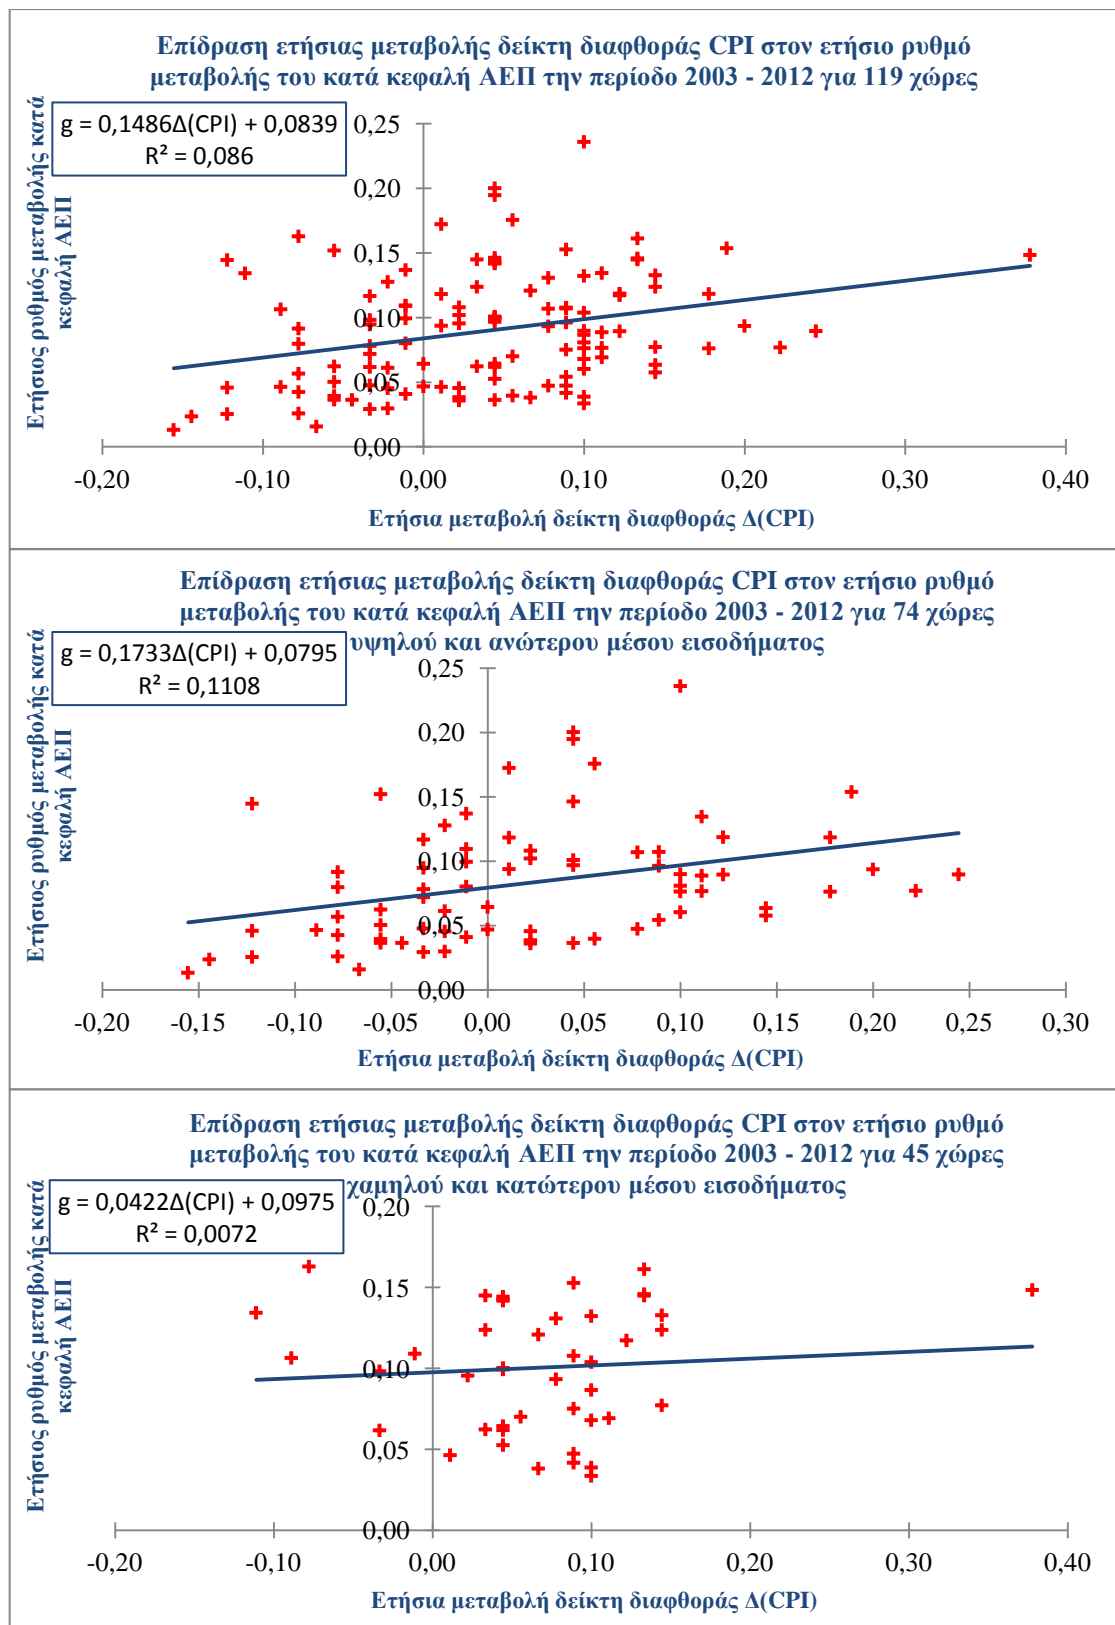 Επίδραση ετήσιας μεταβολής δείκτη διαφθοράς CPI στον ετήσιο ρυθμό
μεταβολής του κατά κεφαλή ΑΕΠ την περίοδο 2003 - 2012 για 119 χώρες
g = 0,1486Δ(CPI) + 0,0839
R² = 0,086
Ετήσιος ρυθμός μεταβολής κατά
κεφαλή ΑΕΠ
0,25
0,20
0,15
0,10
0,05
0,00
-0,20 -0,10 0,00 0,10 0,20 0,30 0,40
Ετήσια μεταβολή δείκτη διαφθοράς Δ(CPI)
Επίδραση ετήσιας μεταβολής δείκτη διαφθοράς CPI στον ετήσιο ρυθμό
μεταβολής του κατά κεφαλή ΑΕΠ την περίοδο 2003 - 2012 για 74 χώρες
υψηλού και ανώτερου μέσου εισοδήματος
g = 0,1733Δ(CPI) + 0,0795
R² = 0,1108
Ετήσιος ρυθμός μεταβολής κατά
κεφαλή ΑΕΠ
0,25
0,20
0,15
0,10
0,05
0,00
-0,20 -0,15 -0,10 -0,05 0,00 0,05 0,10 0,15 0,20 0,25 0,30
Ετήσια μεταβολή δείκτη διαφθοράς Δ(CPI)
Επίδραση ετήσιας μεταβολής δείκτη διαφθοράς CPI στον ετήσιο ρυθμό
μεταβολής του κατά κεφαλή ΑΕΠ την περίοδο 2003 - 2012 για 45 χώρες
χαμηλού και κατώτερου μέσου εισοδήματος
g = 0,0422Δ(CPI) + 0,0975
R² = 0,0072
Ετήσιος ρυθμός μεταβολής κατά
κεφαλή ΑΕΠ
0,20
0,15
0,10
0,05
0,00
-0,20 -0,10 0,00 0,10 0,20 0,30 0,40
Ετήσια μεταβολή δείκτη διαφθοράς Δ(CPI)